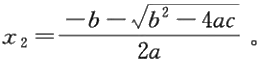 x₂ = (−b − √(b² − 4ac)) / 2a 。